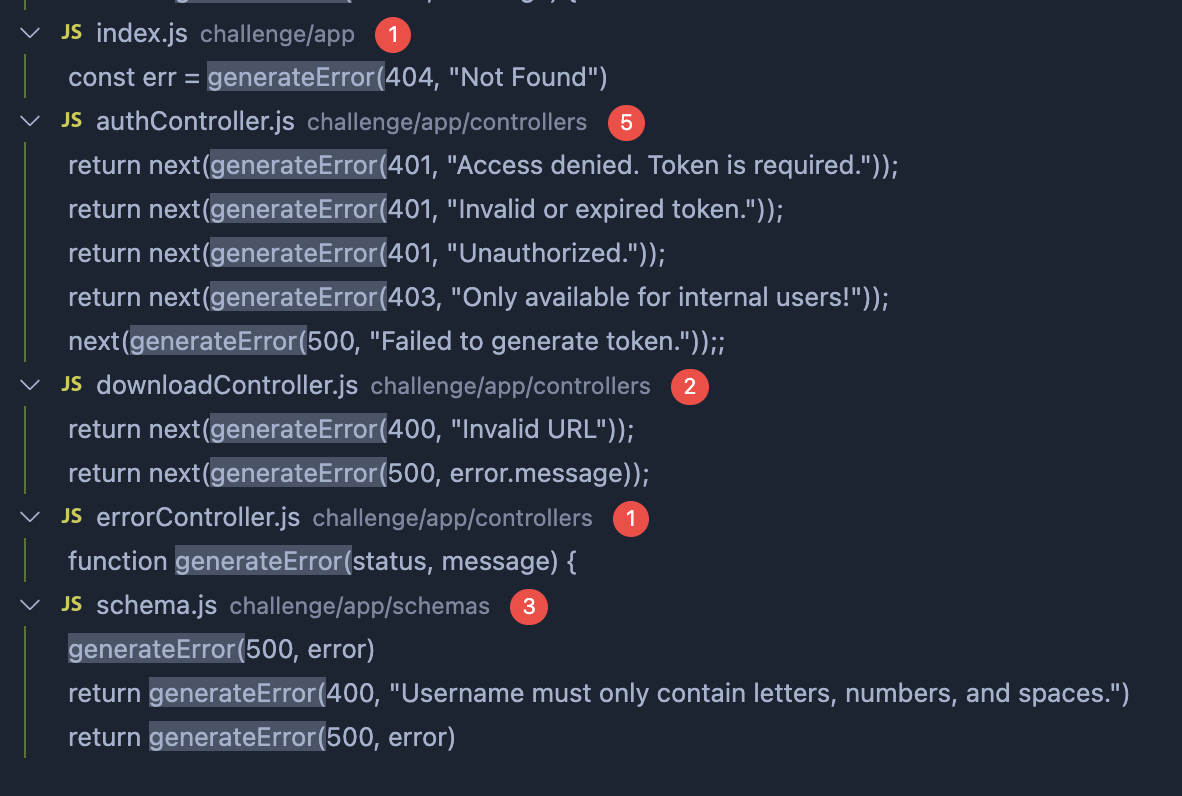 JS index.js challenge/app 1
const err = generateError(404, "Not Found")
JS authController.js challenge/app/controllers 5
return next(generateError(401, "Access denied. Token is required."));
return next(generateError(401, "Invalid or expired token."));
return next(generateError(401, "Unauthorized."));
return next(generateError(403, "Only available for internal users!"));
next(generateError(500, "Failed to generate token."));;
JS downloadController.js challenge/app/controllers 2
return next(generateError(400, "Invalid URL"));
return next(generateError(500, error.message));
JS errorController.js challenge/app/controllers 1
function generateError(status, message) {
JS schema.js challenge/app/schemas 3
generateError(500, error)
return generateError(400, "Username must only contain letters, numbers, and spaces.")
return generateError(500, error)